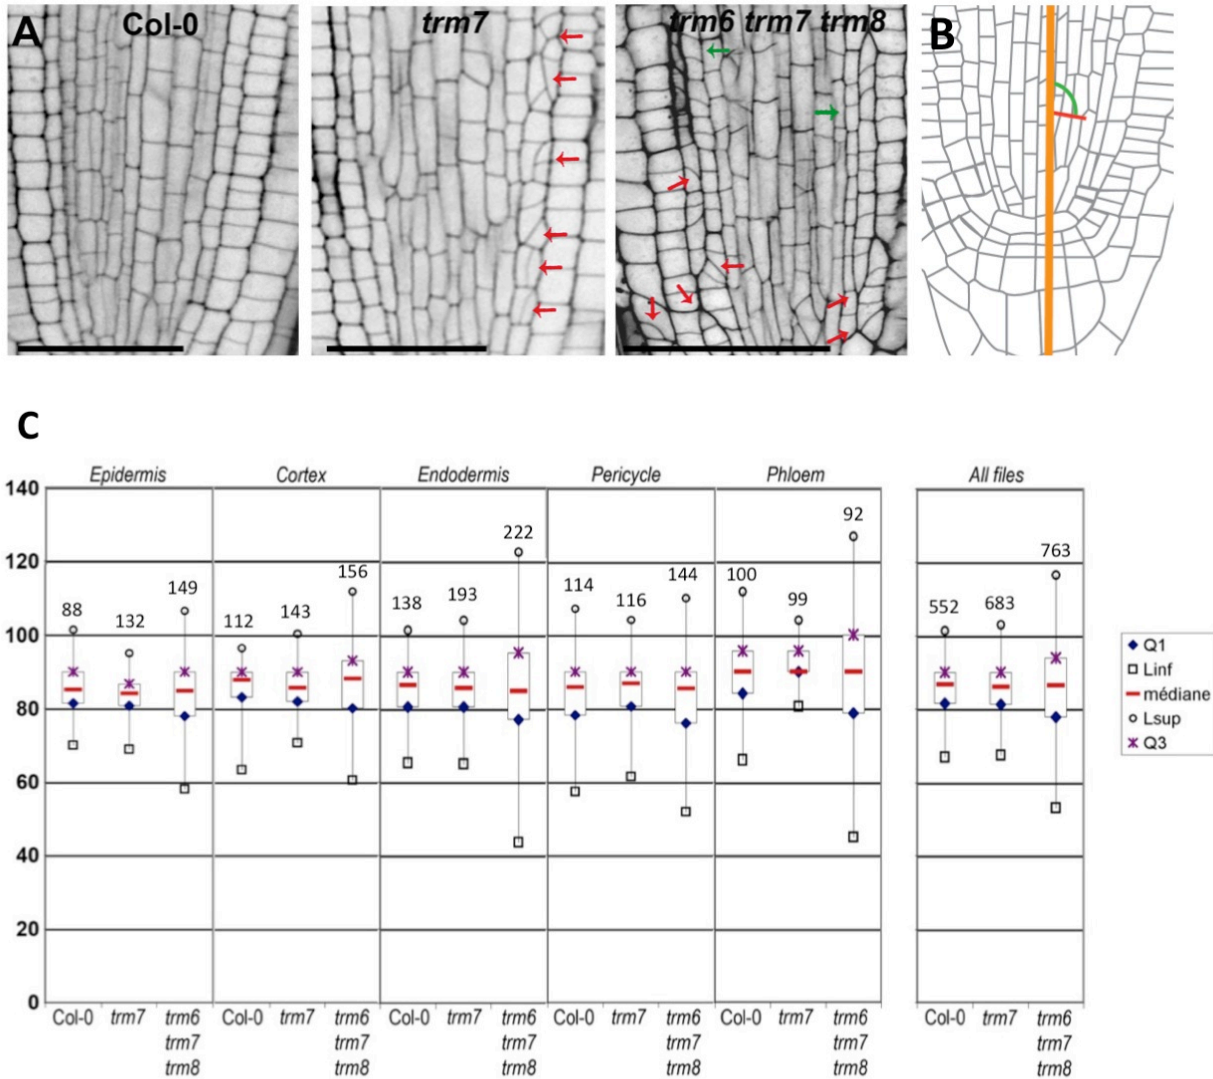 A
Col-0
trm7
trm6 trm7 trm8
B
C
Epidermis
Cortex
Endodermis
Pericycle
Phloem
All files
140
120
100
80
60
40
20
0
88
132
149
112
143
156
138
193
222
114
116
144
100
99
92
552
683
763
Q1
Linf
médiane
Lsup
Q3
Col-0 trm7 trm6
trm7
trm8
Col-0 trm7 trm6
trm7
trm8
Col-0 trm7 trm6
trm7
trm8
Col-0 trm7 trm6
trm7
trm8
Col-0 trm7 trm6
trm7
trm8
Col-0 trm7 trm6
trm7
trm8